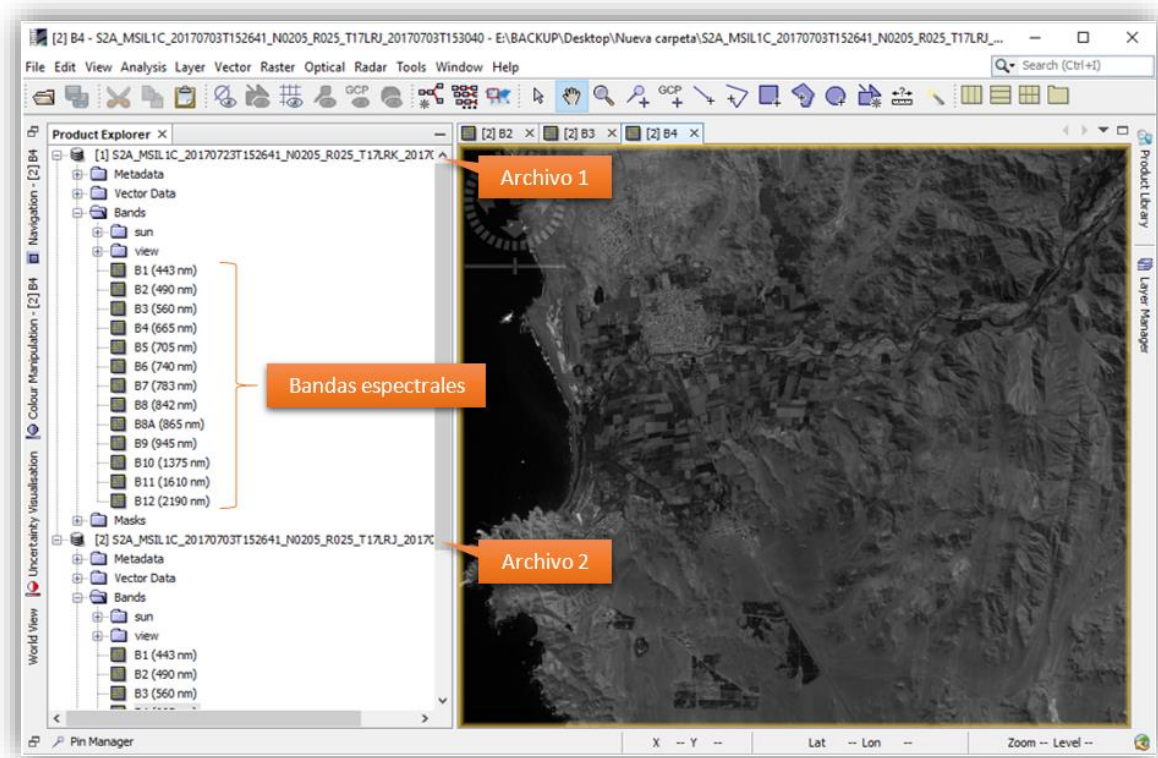 [2] B4 - S2A_MSIL1C_20170703T152641_N0205_R025_T17LRJ_20170703T153040 - E:\BACKUP\Desktop\Nueva carpeta\S2A_MSIL1C_20170703T152641_N0205_R025_T17LRJ_...
File Edit View Analysis Layer Vector Raster Optical Radar Tools Window Help
Search (Ctrl+I)
GCP
GCP
Product Explorer
[2] B2
[2] B3
[2] B4
[1] S2A_MSIL1C_20170723T152641_N0205_R025_T17LRK_2017
Archivo 1
Metadata
Vector Data
Bands
sun
view
B1 (443 nm)
B2 (490 nm)
B3 (560 nm)
B4 (665 nm)
B5 (705 nm)
B6 (740 nm)
B7 (783 nm)
B8 (842 nm)
B8A (865 nm)
B9 (945 nm)
B10 (1375 nm)
B11 (1610 nm)
B12 (2190 nm)
Bandas espectrales
Masks
[2] S2A_MSIL1C_20170703T152641_N0205_R025_T17LRJ_2017
Archivo 2
Metadata
Vector Data
Bands
sun
view
B1 (443 nm)
B2 (490 nm)
B3 (560 nm)
Navigation - [2] B4
Colour Manipulation - [2] B4
Uncertainty Visualisation
World View
Product Library
Layer Manager
Pin Manager
X -- Y --
Lat -- Lon --
Zoom -- Level --